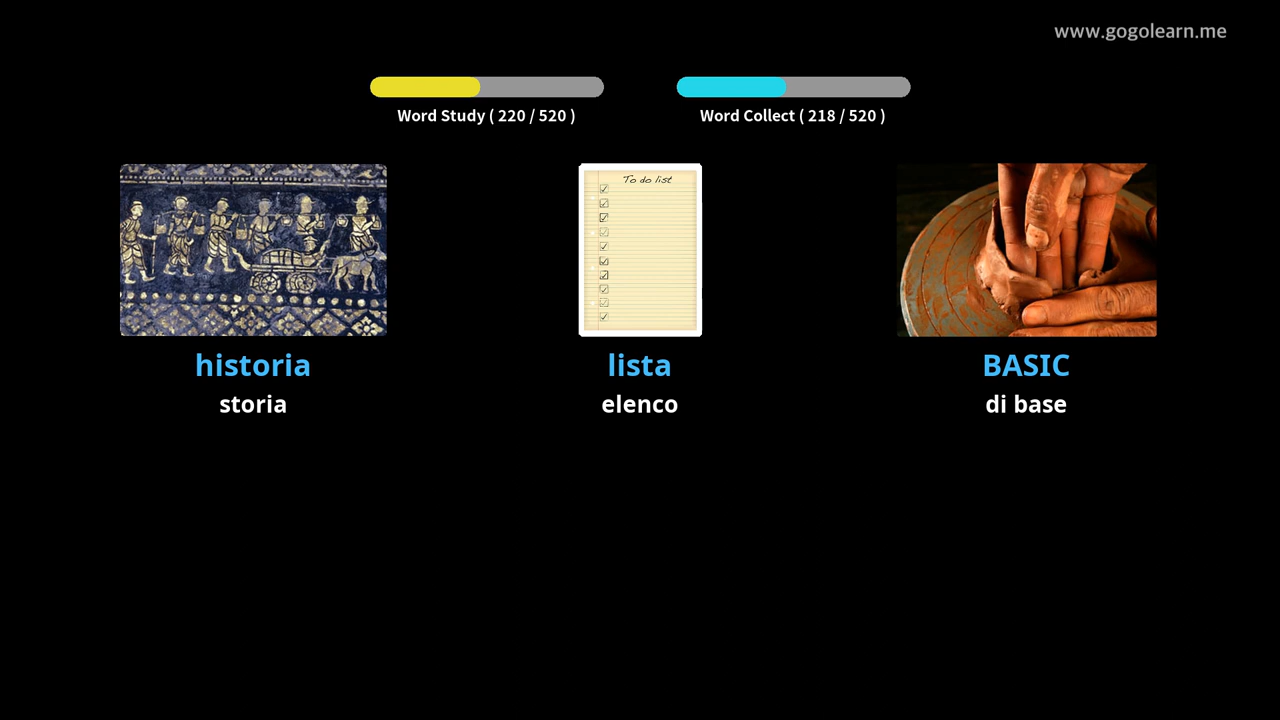 www.gogolearn.me
Word Study ( 220 / 520 )
Word Collect ( 218 / 520 )
To do list
historia
lista
BASIC
storia
elenco
di base